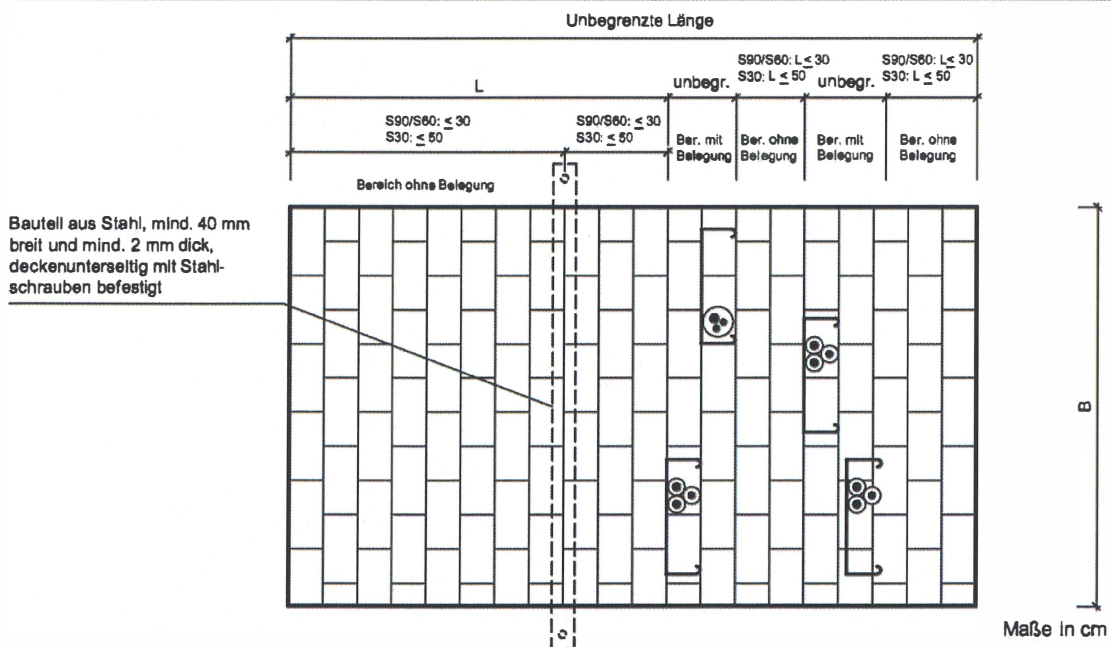 Unbegrenzte Länge
L
unbegr.
S90/S60: L ≤ 30
S30: L ≤ 50
unbegr.
S90/S60: L ≤ 30
S30: L ≤ 50
S90/S60: ≤ 30
S30: ≤ 50
S90/S60: ≤ 30
S30: ≤ 50
Ber. mit
Belegung
Ber. ohne
Belegung
Ber. mit
Belegung
Ber. ohne
Belegung
Bereich ohne Belegung
Bauteil aus Stahl, mind. 40 mm
breit und mind. 2 mm dick,
deckenunterseitig mit Stahl-
schrauben befestigt
B
Maße in cm